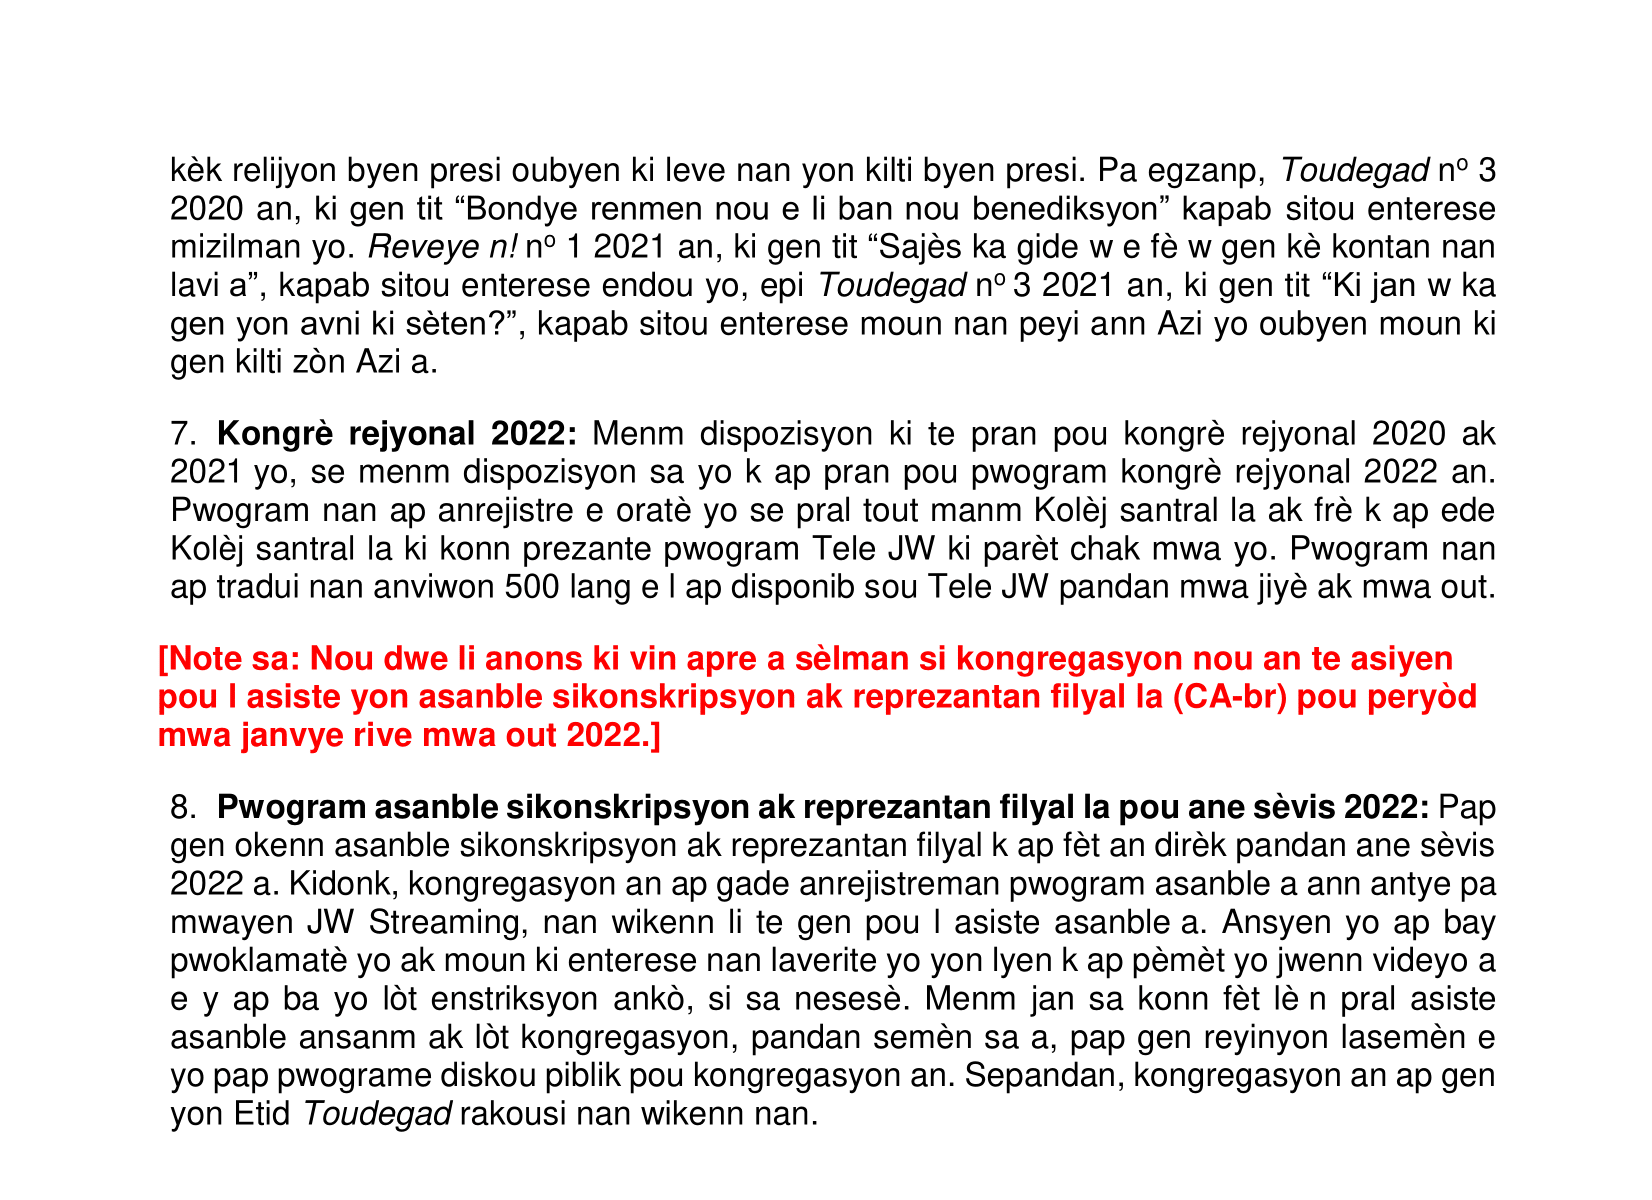 kèk relijyon byen presi oubyen ki leve nan yon kilti byen presi. Pa egzanp, Toudegad nº 3
2020 an, ki gen tit “Bondye renmen nou e li ban nou benediksyon” kapab sitou enterese
mizilman yo. Reveye n! nº 1 2021 an, ki gen tit “Sajès ka gide w e fè w gen kè kontan nan
lavi a”, kapab sitou enterese endou yo, epi Toudegad nº 3 2021 an, ki gen tit “Ki jan w ka
gen yon avni ki sèten?”, kapab sitou enterese moun nan peyi ann Azi yo oubyen moun ki
gen kilti zòn Azi a.
7. Kongrè rejyonal 2022: Menm dispozisyon ki te pran pou kongrè rejyonal 2020 ak
2021 yo, se menm dispozisyon sa yo k ap pran pou pwogram kongrè rejyonal 2022 an.
Pwogram nan ap anrejistre e oratè yo se pral tout manm Kolèj santral la ak frè k ap ede
Kolèj santral la ki konn prezante pwogram Tele JW ki parèt chak mwa yo. Pwogram nan
ap tradui nan anviwon 500 lang e l ap disponib sou Tele JW pandan mwa jiyè ak mwa out.
[Note sa: Nou dwe li anons ki vin apre a sèlman si kongregasyon nou an te asiyen
pou l asiste yon asanble sikonskripsyon ak reprezantan filyal la (CA-br) pou peryòd
mwa janvye rive mwa out 2022.]
8. Pwogram asanble sikonskripsyon ak reprezantan filyal la pou ane sèvis 2022: Pap
gen okenn asanble sikonskripsyon ak reprezantan filyal k ap fèt an dirèk pandan ane sèvis
2022 a. Kidonk, kongregasyon an ap gade anrejistreman pwogram asanble a ann antye pa
mwayen JW Streaming, nan wikenn li te gen pou l asiste asanble a. Ansyen yo ap bay
pwoklamatè yo ak moun ki enterese nan laverite yo yon lyen k ap pèmèt yo jwenn videyo a
e y ap ba yo lòt enstriksyon ankò, si sa nesesè. Menm jan sa konn fèt lè n pral asiste
asanble ansanm ak lòt kongregasyon, pandan semèn sa a, pap gen reyinyon lasemèn e
yo pap pwograme diskou piblik pou kongregasyon an. Sepandan, kongregasyon an ap gen
yon Etid Toudegad rakousi nan wikenn nan.